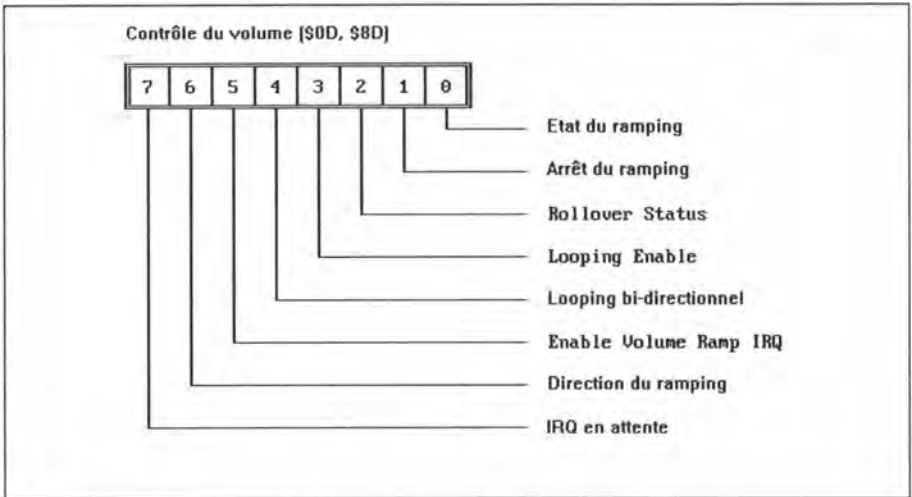 Contrôle du volume ($0D, $8D)
7 6 5 4 3 2 1 0
Etat du ramping
Arrêt du ramping
Rollover Status
Looping Enable
Looping bi-directionnel
Enable Volume Ramp IRQ
Direction du ramping
IRQ en attente